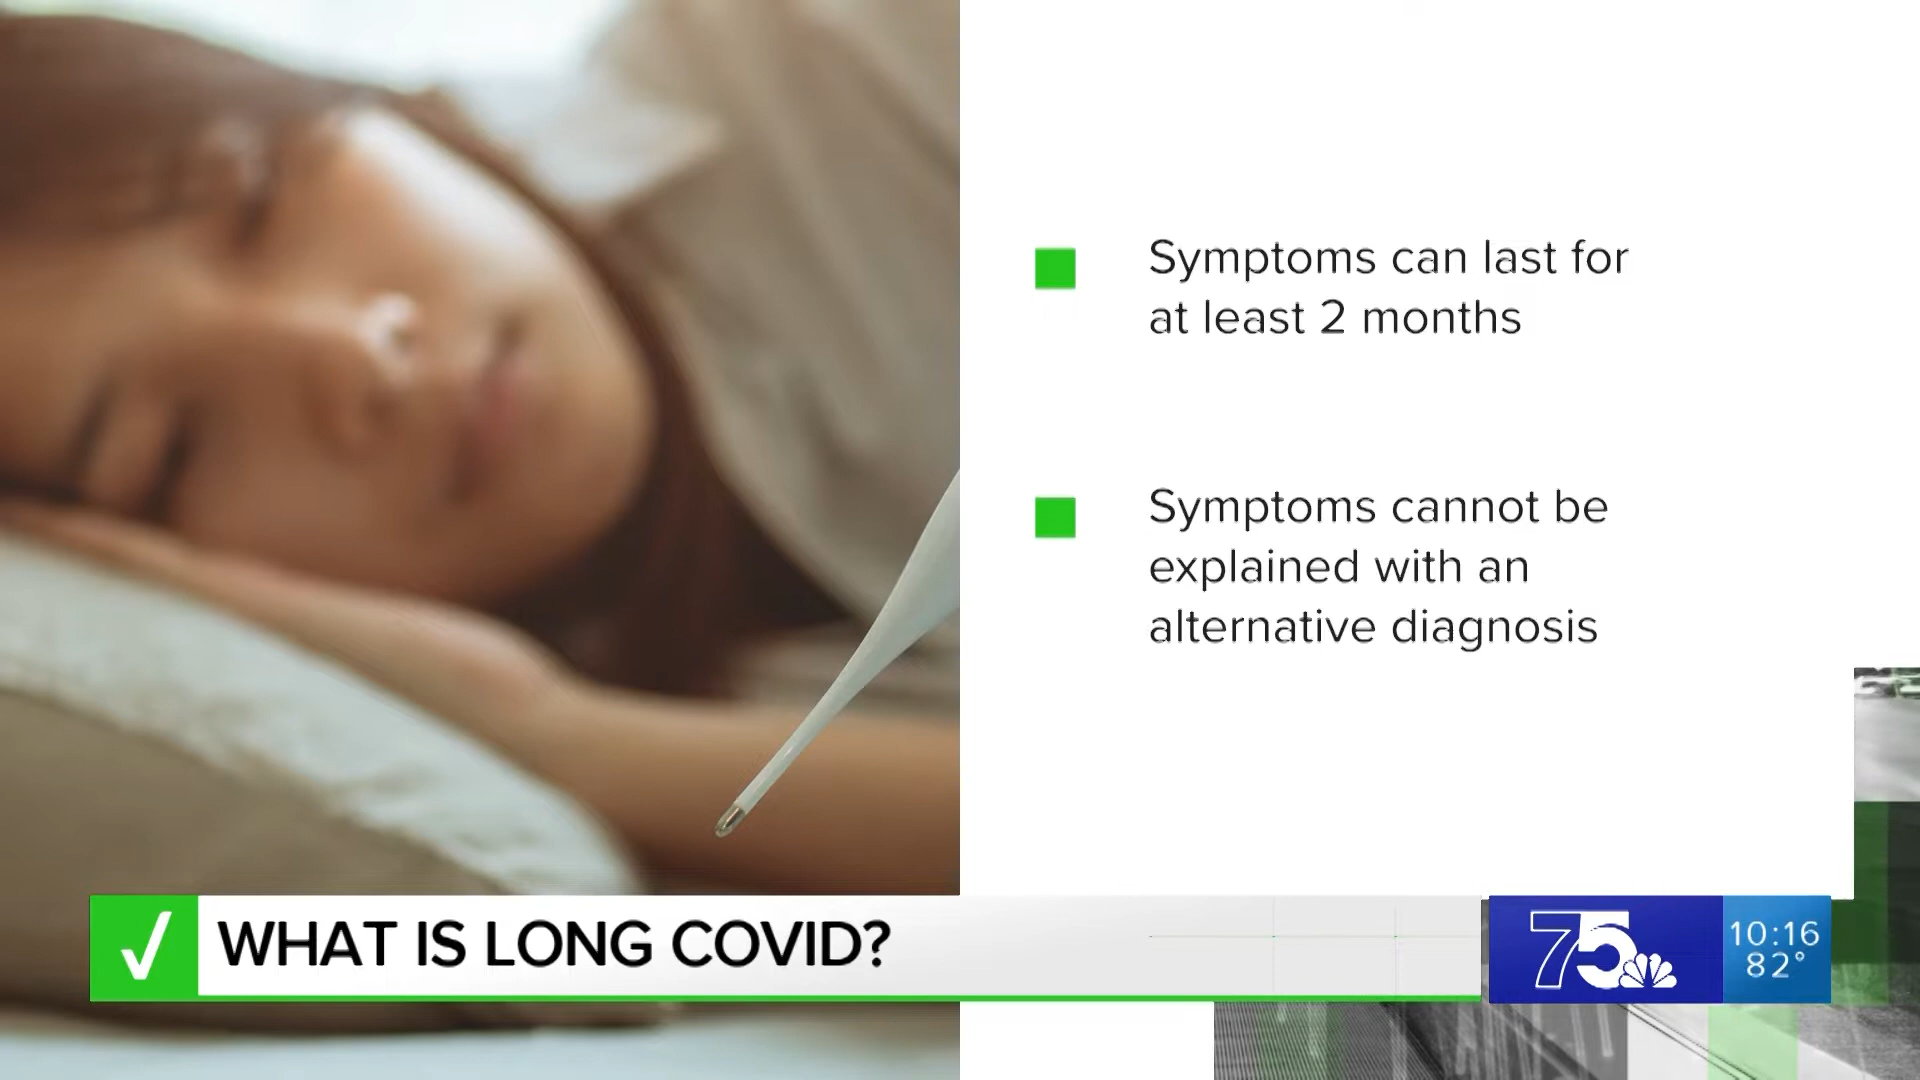 Symptoms can last for
at least 2 months
Symptoms cannot be
explained with an
alternative diagnosis
WHAT IS LONG COVID?
75
10:16
82°